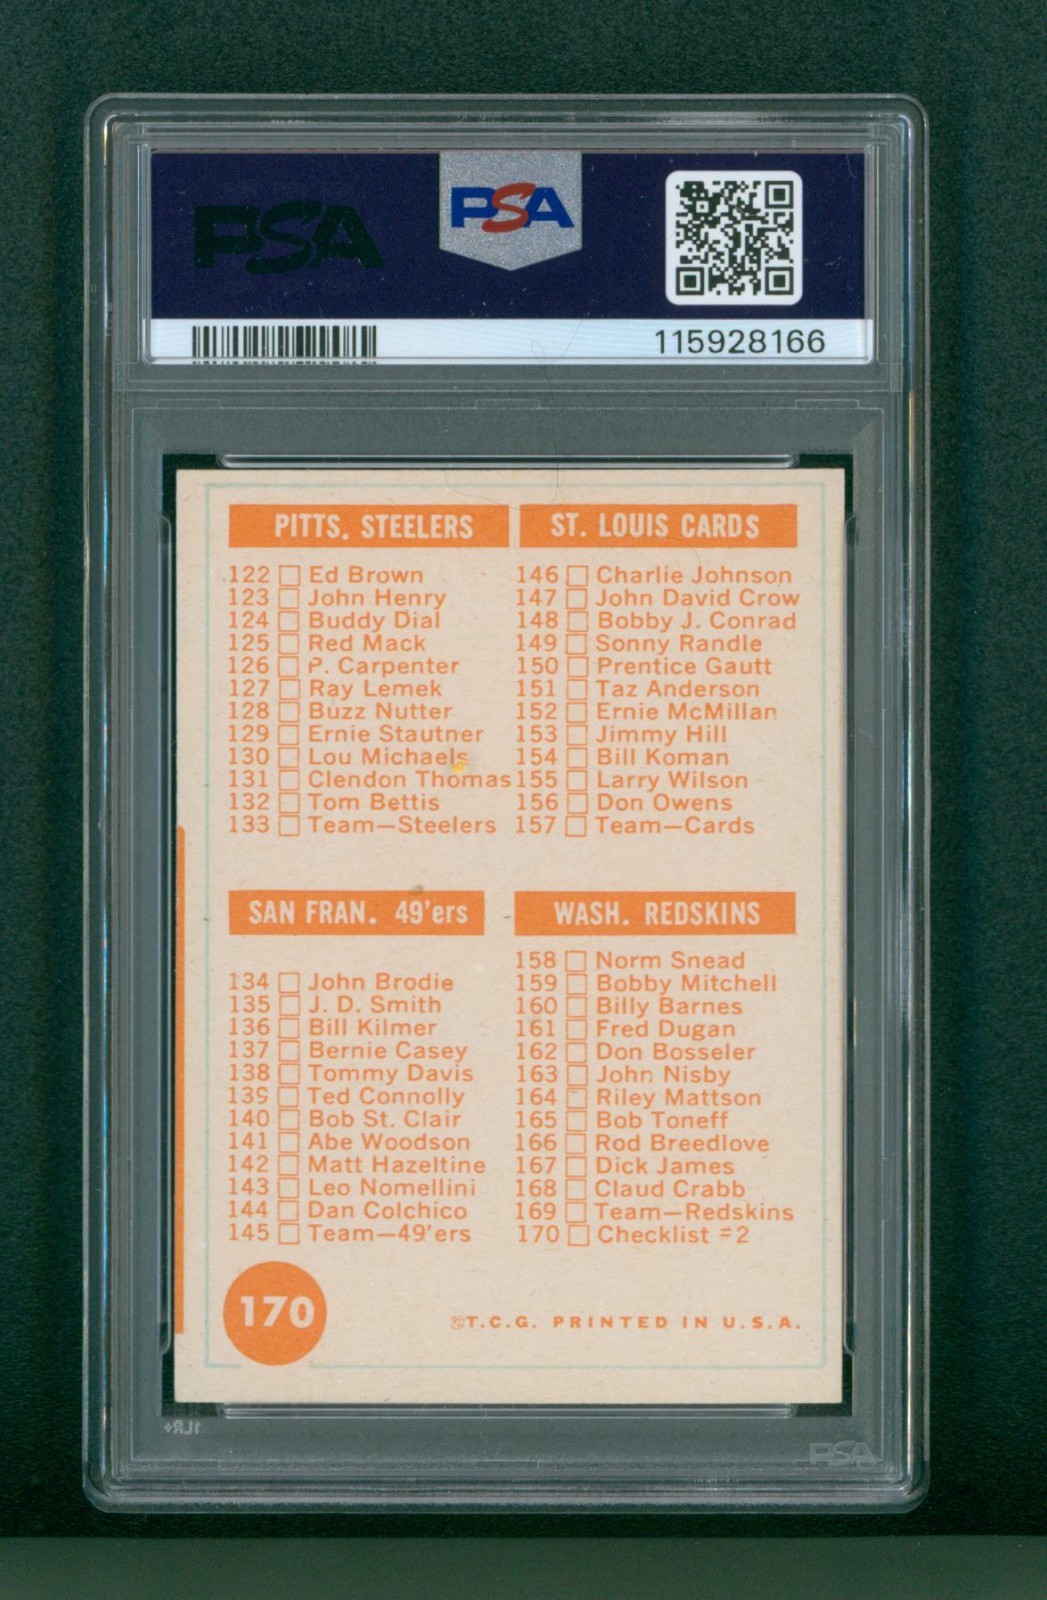 PSA
PSA
115928166
PITTS. STEELERS
122 Ed Brown
123 John Henry
124 Buddy Dial
125 Red Mack
126 P. Carpenter
127 Ray Lemek
128 Buzz Nutter
129 Ernie Stautner
130 Lou Michaels
131 Clendon Thomas
132 Tom Bettis
133 Team—Steelers
ST. LOUIS CARDS
146 Charlie Johnson
147 John David Crow
148 Bobby J. Conrad
149 Sonny Randle
150 Prentice Gautt
151 Taz Anderson
152 Ernie McMillan
153 Jimmy Hill
154 Bill Koman
155 Larry Wilson
156 Don Owens
157 Team—Cards
SAN FRAN. 49'ers
134 John Brodie
135 J. D. Smith
136 Bill Kilmer
137 Bernie Casey
138 Tommy Davis
139 Ted Connolly
140 Bob St. Clair
141 Abe Woodson
142 Matt Hazeltine
143 Leo Nomellini
144 Dan Colchico
145 Team—49'ers
WASH. REDSKINS
158 Norm Snead
159 Bobby Mitchell
160 Billy Barnes
161 Fred Dugan
162 Don Bosseler
163 John Nisby
164 Riley Mattson
165 Bob Toneff
166 Rod Breedlove
167 Dick James
168 Claud Crabb
169 Team—Redskins
170 Checklist #2
170
©T.C.G. PRINTED IN U.S.A.
PSA